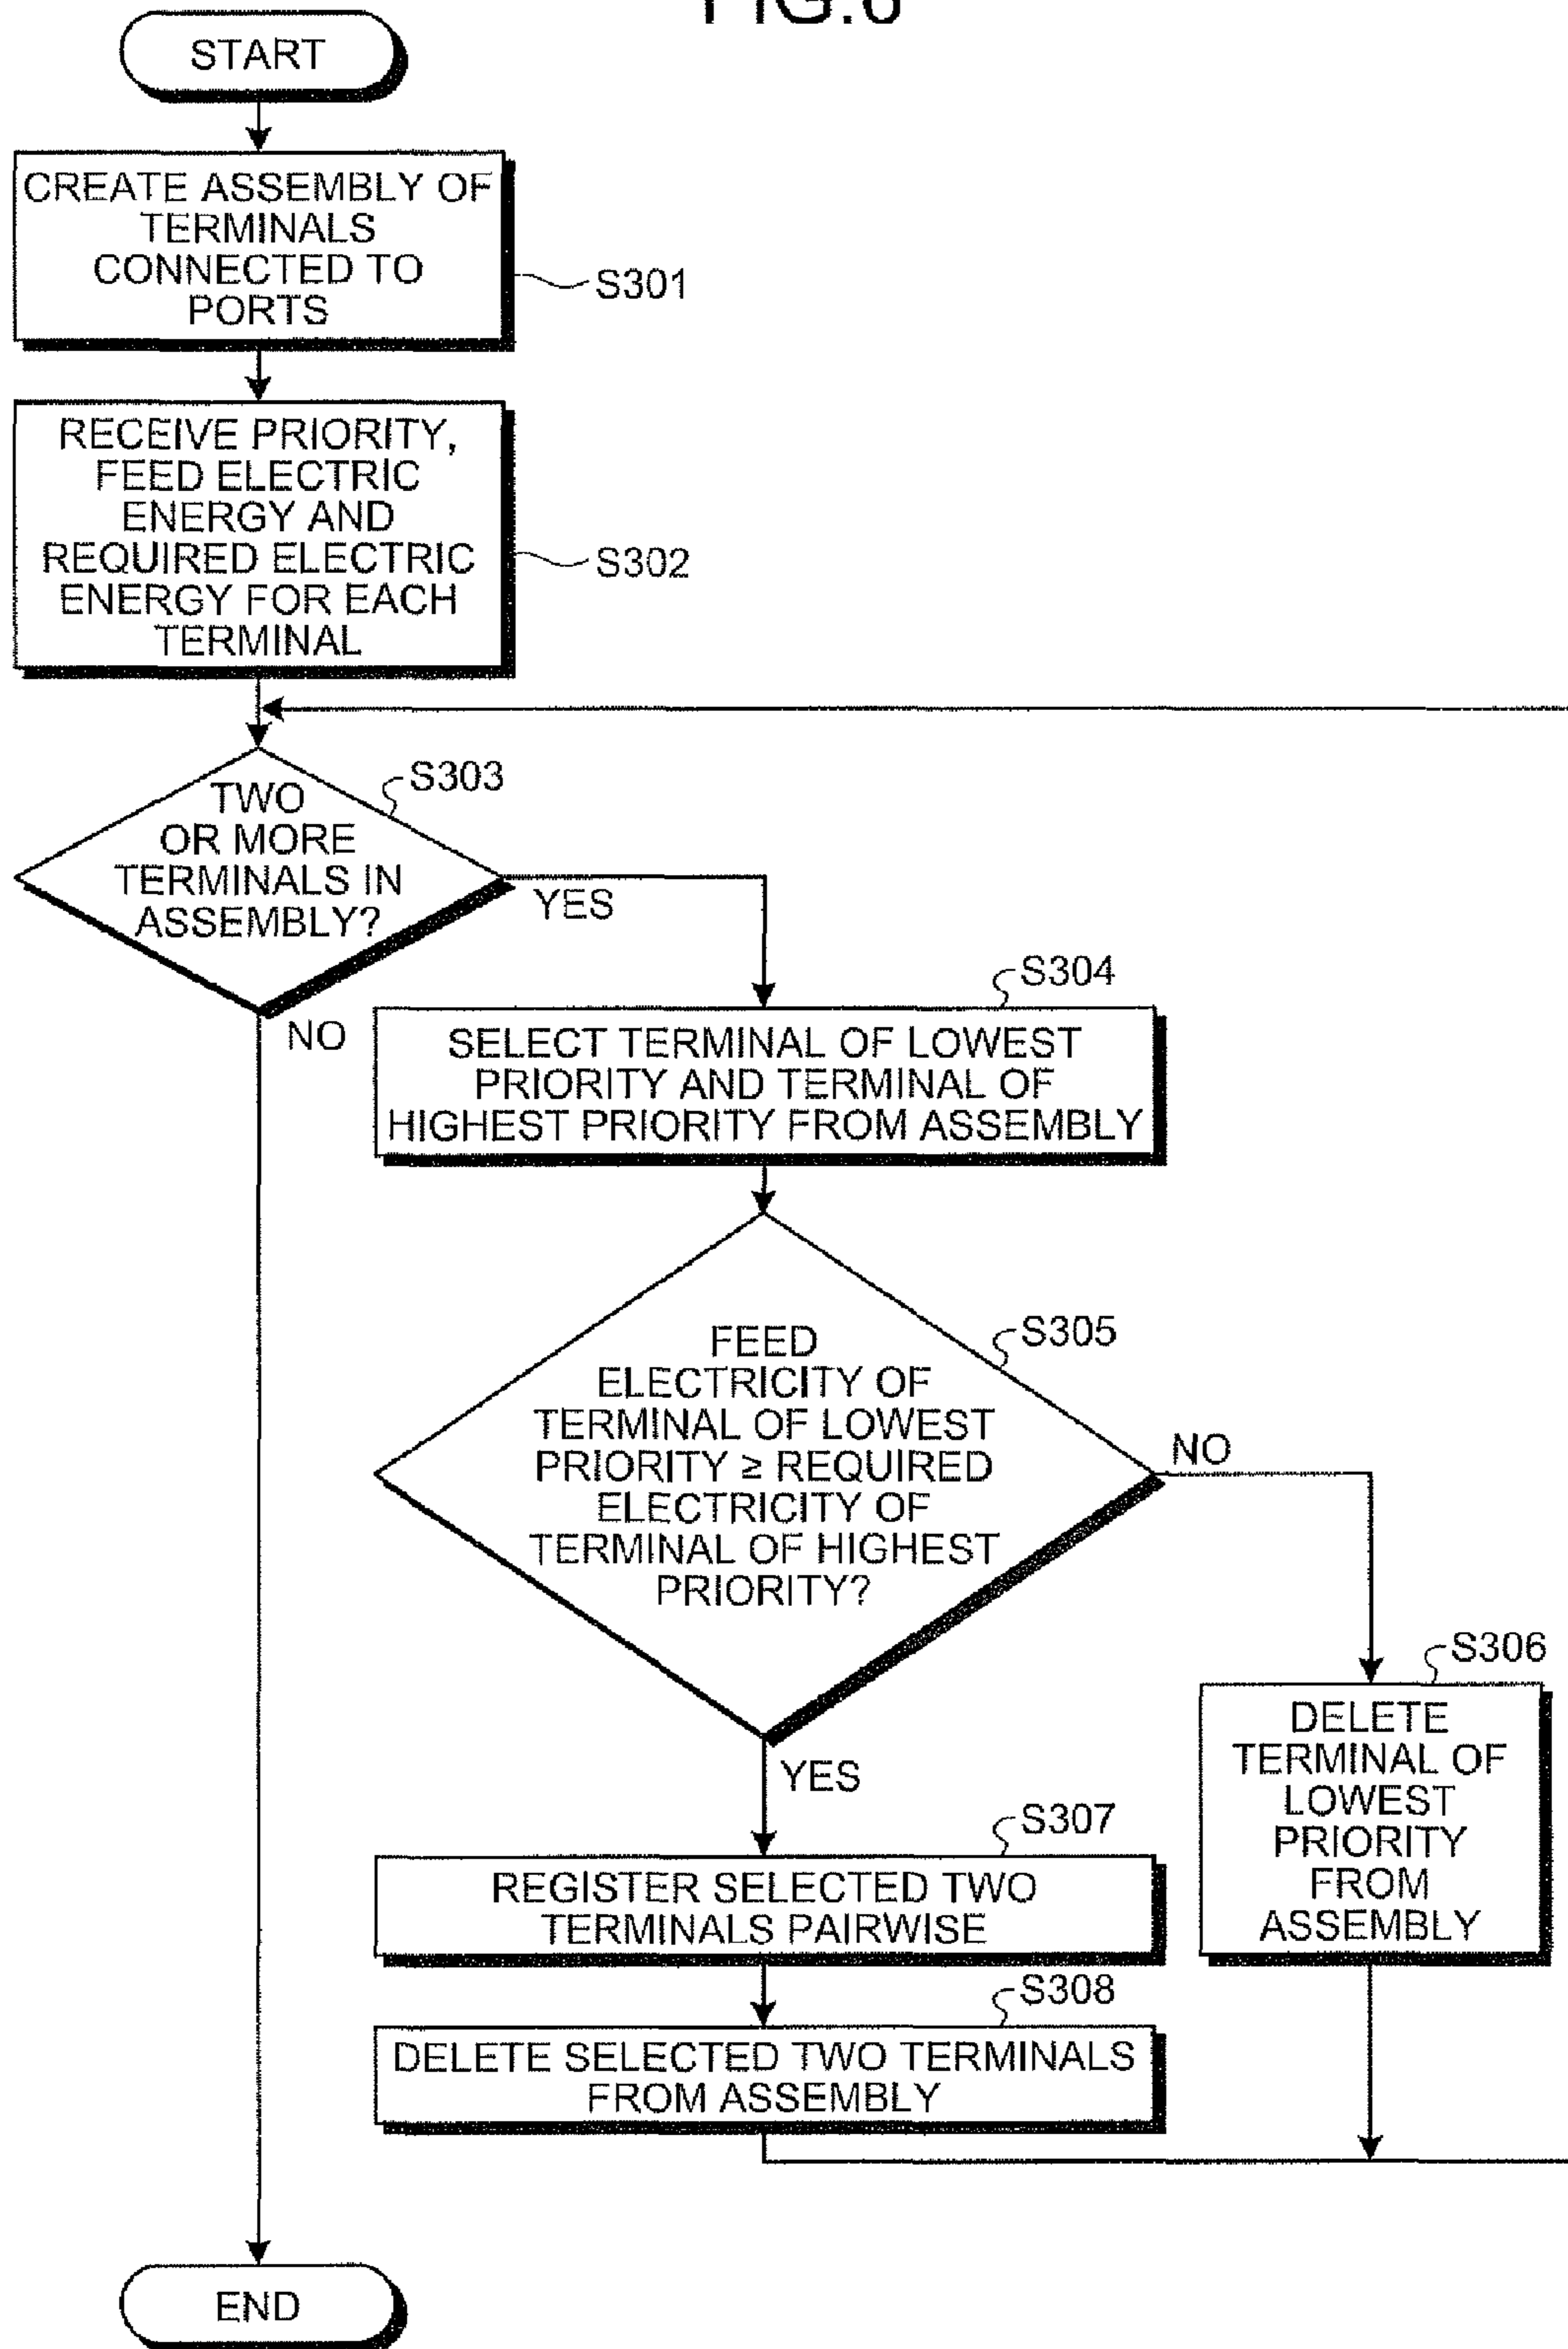 FIG.6
START
CREATE ASSEMBLY OF
TERMINALS
CONNECTED TO
PORTS
S301
RECEIVE PRIORITY,
FEED ELECTRIC
ENERGY AND
REQUIRED ELECTRIC
ENERGY FOR EACH
TERMINAL
S302
S303
TWO
OR MORE
TERMINALS IN
ASSEMBLY?
YES
NO
S304
SELECT TERMINAL OF LOWEST
PRIORITY AND TERMINAL OF
HIGHEST PRIORITY FROM ASSEMBLY
S305
FEED
ELECTRICITY OF
TERMINAL OF LOWEST
PRIORITY ≥ REQUIRED
ELECTRICITY OF
TERMINAL OF HIGHEST
PRIORITY?
NO
YES
S306
DELETE
TERMINAL OF
LOWEST
PRIORITY
FROM
ASSEMBLY
S307
REGISTER SELECTED TWO
TERMINALS PAIRWISE
S308
DELETE SELECTED TWO TERMINALS
FROM ASSEMBLY
END